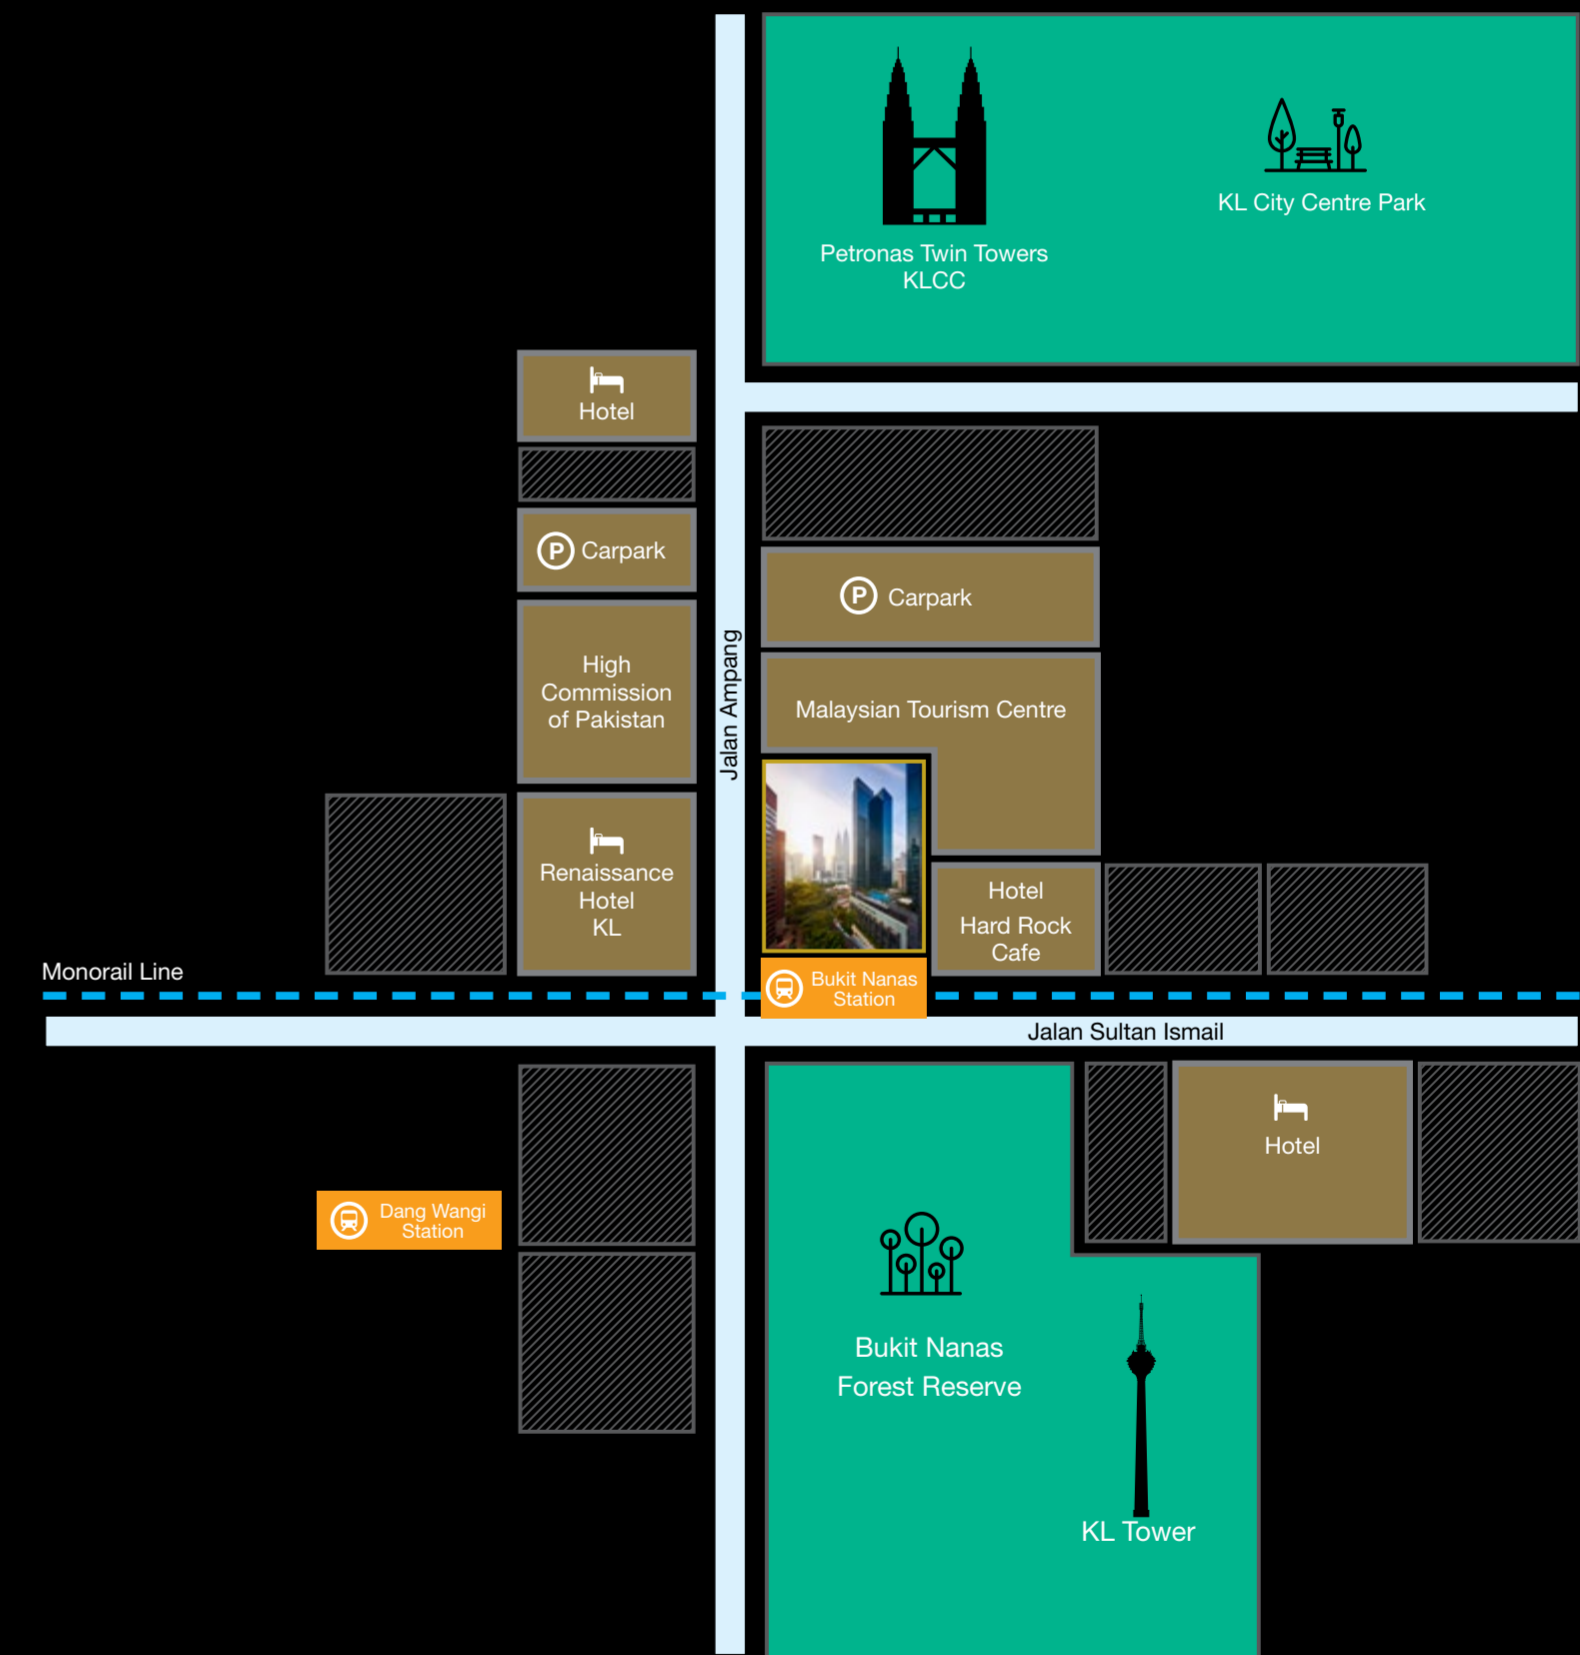 Petronas Twin Towers
KLCC
KL City Centre Park
Hotel
P Carpark
P Carpark
High
Commission
of Pakistan
Jalan Ampang
Malaysian Tourism Centre
Renaissance
Hotel
KL
Hotel
Hard Rock
Cafe
Monorail Line
Bukit Nanas
Station
Jalan Sultan Ismail
Hotel
Dang Wangi
Station
Bukit Nanas
Forest Reserve
KL Tower